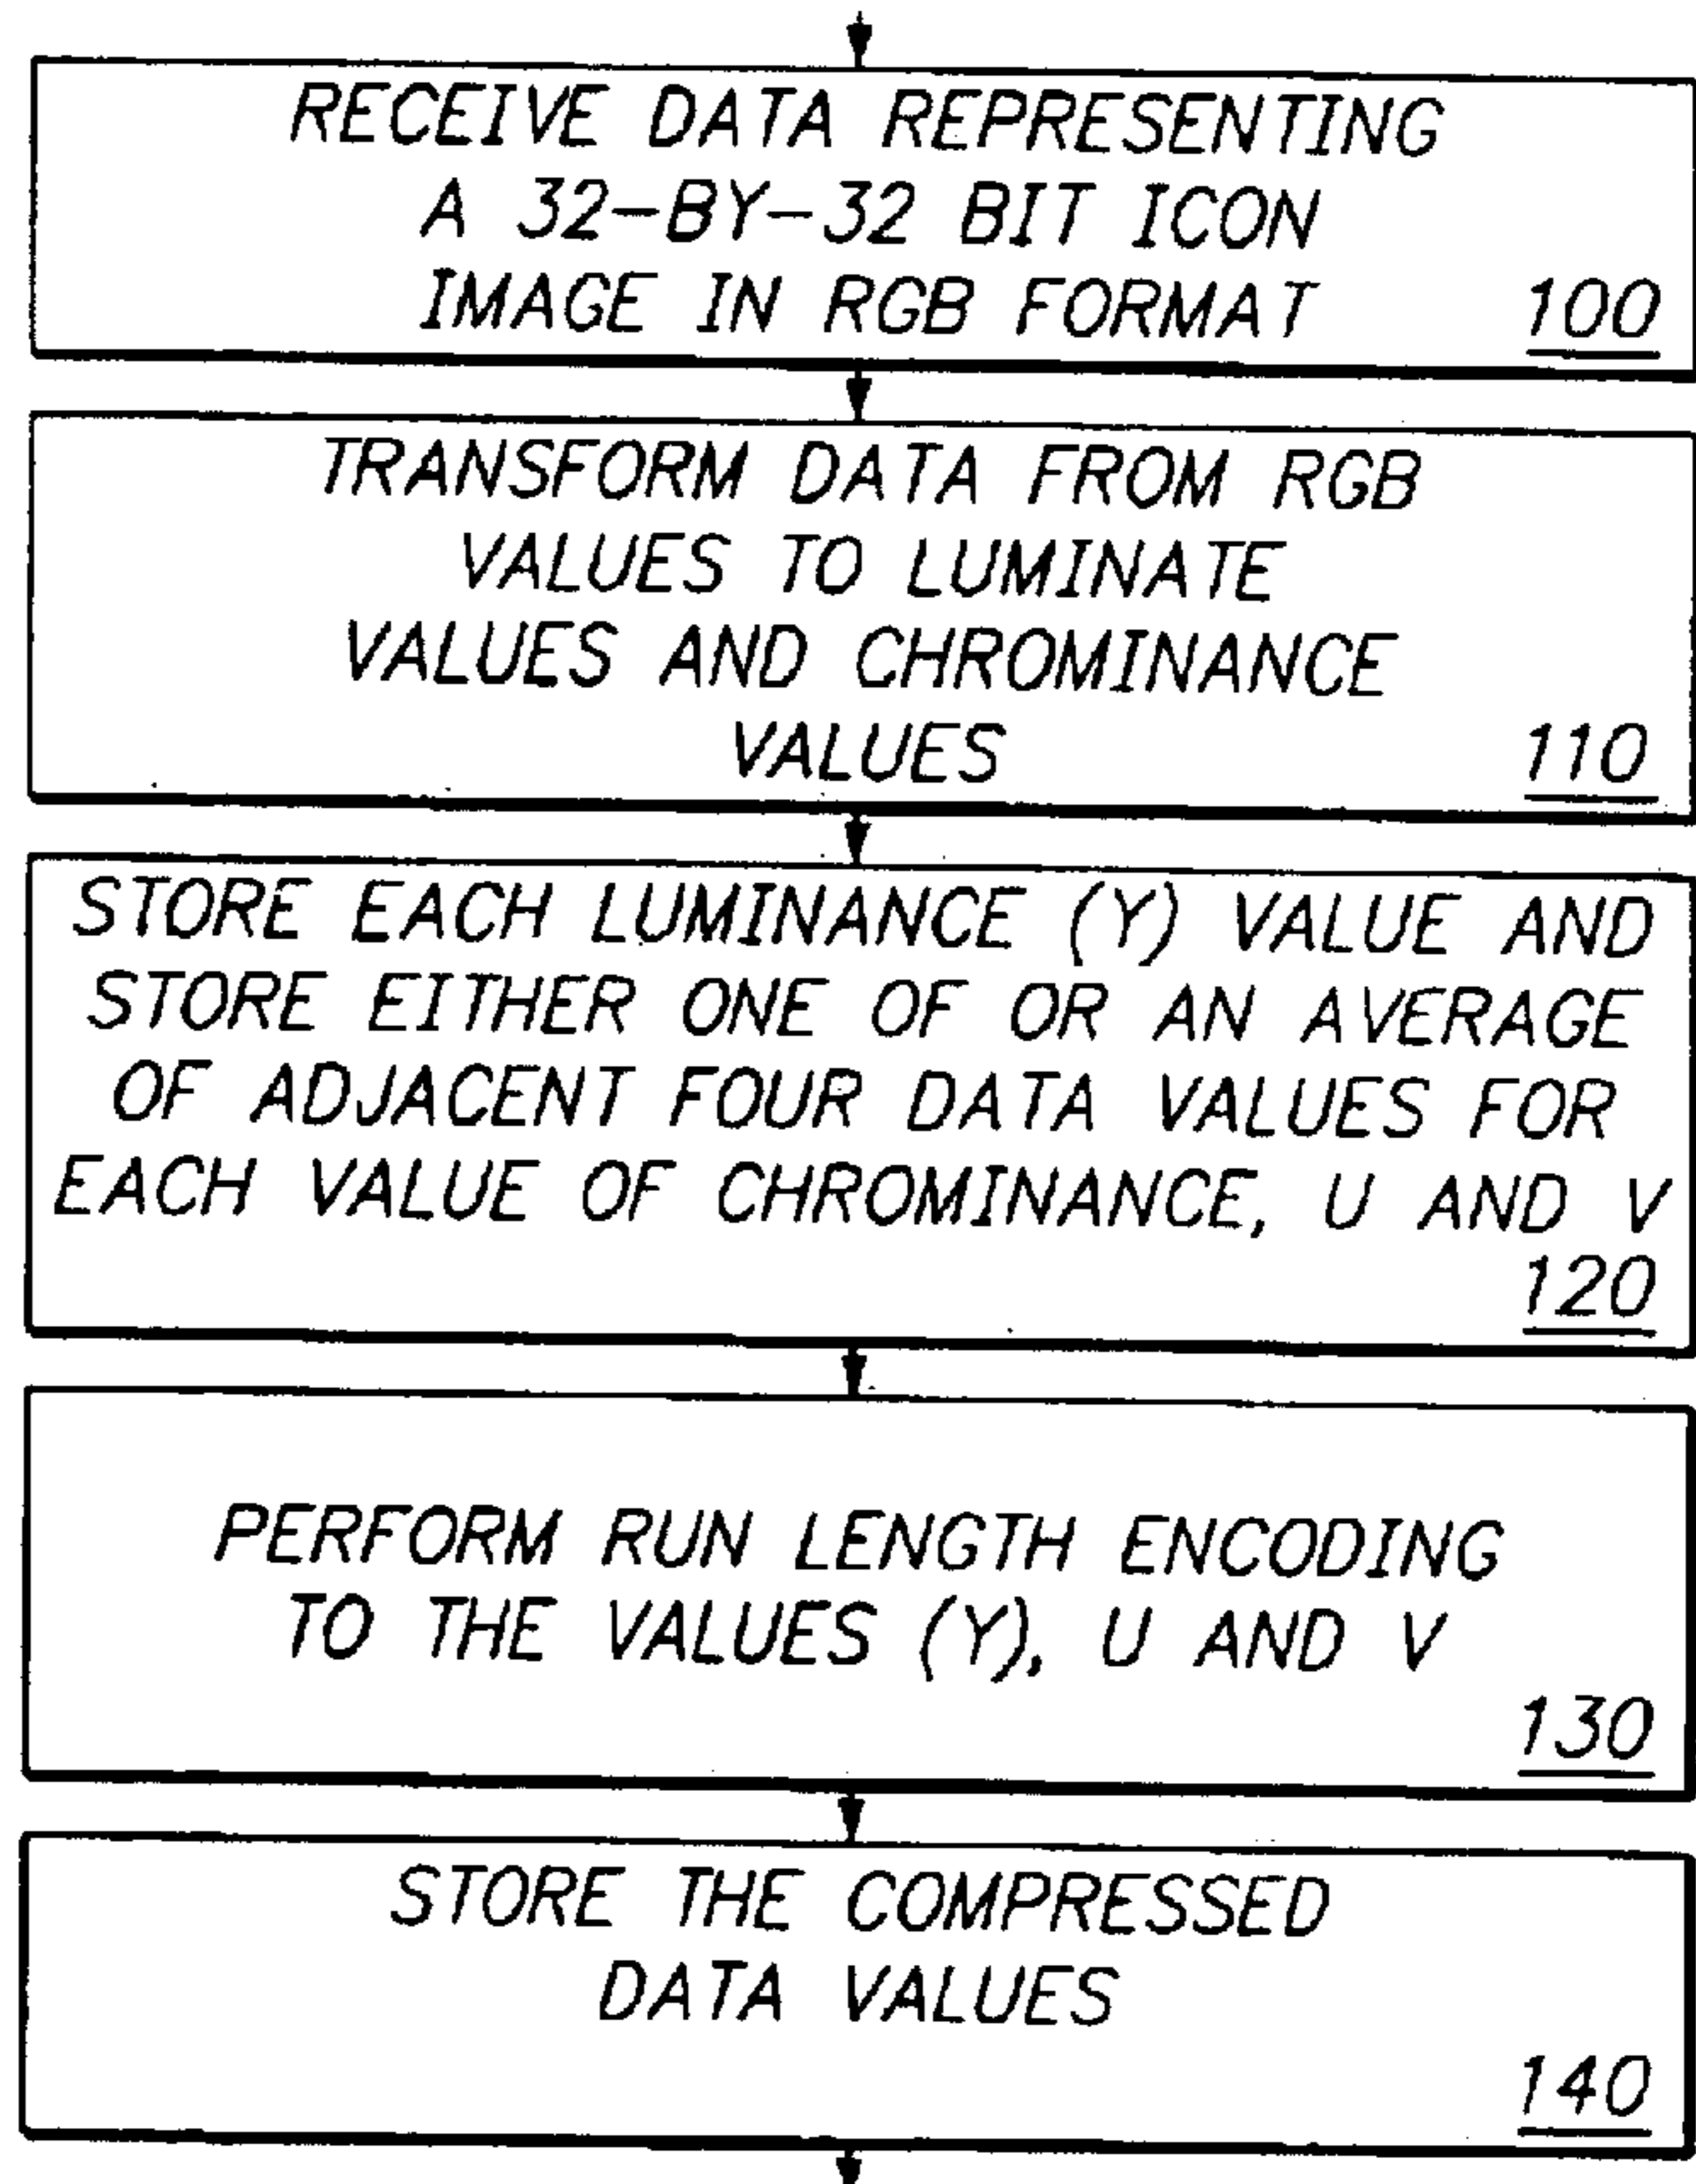 RECEIVE DATA REPRESENTING
A 32-BY-32 BIT ICON
IMAGE IN RGB FORMAT 100
TRANSFORM DATA FROM RGB
VALUES TO LUMINATE
VALUES AND CHROMINANCE
VALUES 110
STORE EACH LUMINANCE (Y) VALUE AND
STORE EITHER ONE OF OR AN AVERAGE
OF ADJACENT FOUR DATA VALUES FOR
EACH VALUE OF CHROMINANCE, U AND V
120
PERFORM RUN LENGTH ENCODING
TO THE VALUES (Y), U AND V
130
STORE THE COMPRESSED
DATA VALUES
140